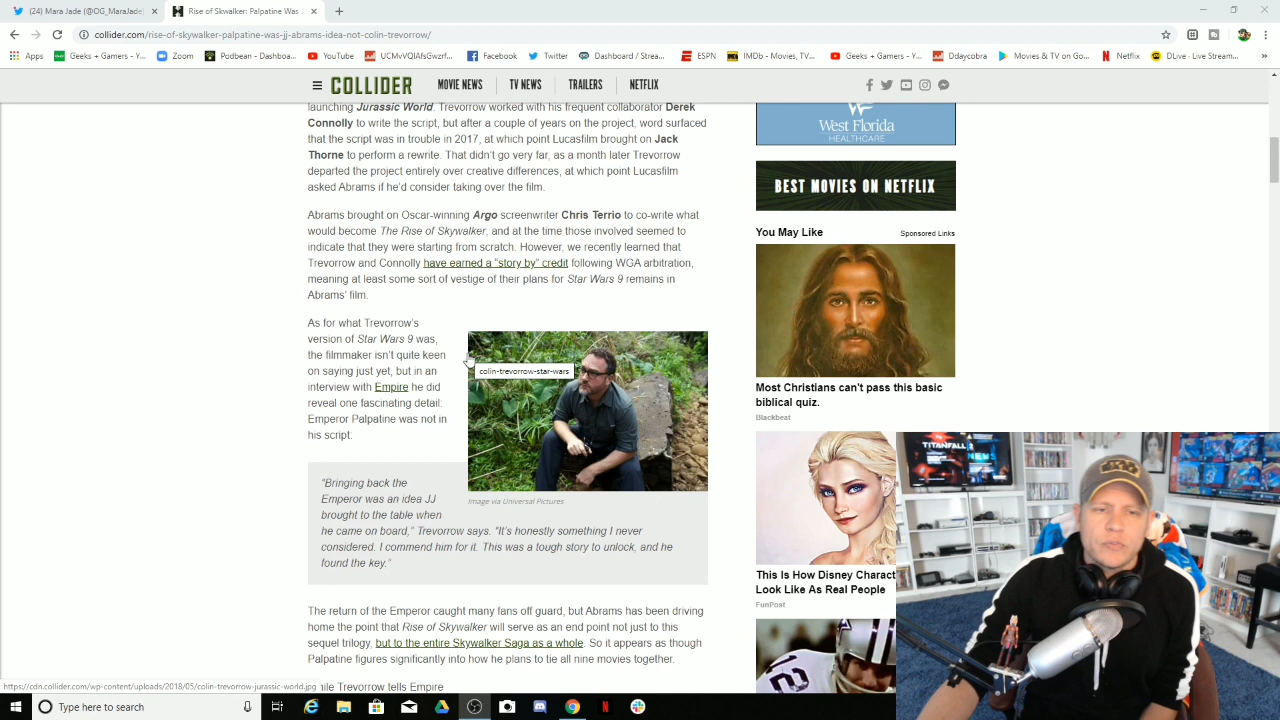 (24) Mara Jade (@OG_MaraJade)
Rise of Skwalker: Palpatine Was
collider.com/rise-of-skywalker-palpatine-was-jj-abrams-idea-not-colin-trevorrow/
Apps
Geeks + Gamers - Y...
Zoom
Podbean - Dashbo...
YouTube
UCMvVQIAfsGwzrf...
Facebook
Twitter
Dashboard / Strea...
ESPN
IMDb - Movies, TV...
Geeks + Gamers - Y...
Ddaycobra
Movies & TV on Go...
Netflix
DLive · Live Stream...
COLLIDER
MOVIE NEWS
TV NEWS
TRAILERS
NETFLIX
launching Jurassic World. Trevorrow worked with his frequent collaborator Derek
Connolly to write the script, but after a couple of years on the project, word surfaced
that the script was in trouble in 2017, at which point Lucasfilm brought on Jack
Thorne to perform a rewrite. That didn't go very far, as a month later Trevorrow
departed the project entirely over creative differences, at which point Lucasfilm
asked Abrams if he'd consider taking over the film.
Abrams brought on Oscar-winning Argo screenwriter Chris Terrio to co-write what
would become The Rise of Skywalker, and at the time those involved seemed to
indicate that they were starting from scratch. However, we recently learned that
Trevorrow and Connolly have earned a "story by" credit following WGA arbitration,
meaning at least some sort of vestige of their plans for Star Wars 9 remains in
Abrams' film.
As for what Trevorrow's
version of Star Wars 9 was,
the filmmaker isn't quite keen
on saying just yet, but in an
interview with Empire he did
reveal one fascinating detail:
Emperor Palpatine was not in
his script:
colin-trevorrow-star-wars
Image via Universal Pictures
"Bringing back the
Emperor was an idea JJ
brought to the table when
he came on board," Trevorrow says. "It's honestly something I never
considered. I commend him for it. This was a tough story to unlock, and he
found the key."
The return of the Emperor caught many fans off guard, but Abrams has been driving
home the point that Rise of Skywalker will serve as an end point not just to this
sequel trilogy, but to the entire Skywalker Saga as a whole. So it appears as though
Palpatine figures significantly into how he plans to tie all nine movies together.
ile Trevorrow tells Empire
https://cdn.collider.com/wp-content/uploads/2018/05/colin-trevorrow-jurassic-world.jpg
West Florida
HEALTHCARE
BEST MOVIES ON NETFLIX
You May Like
Sponsored Links
Most Christians can't pass this basic
biblical quiz.
Blackbeat
This Is How Disney Charact
Look Like As Real People
FunPost
TITANFALL 2
NEWS
Type here to search